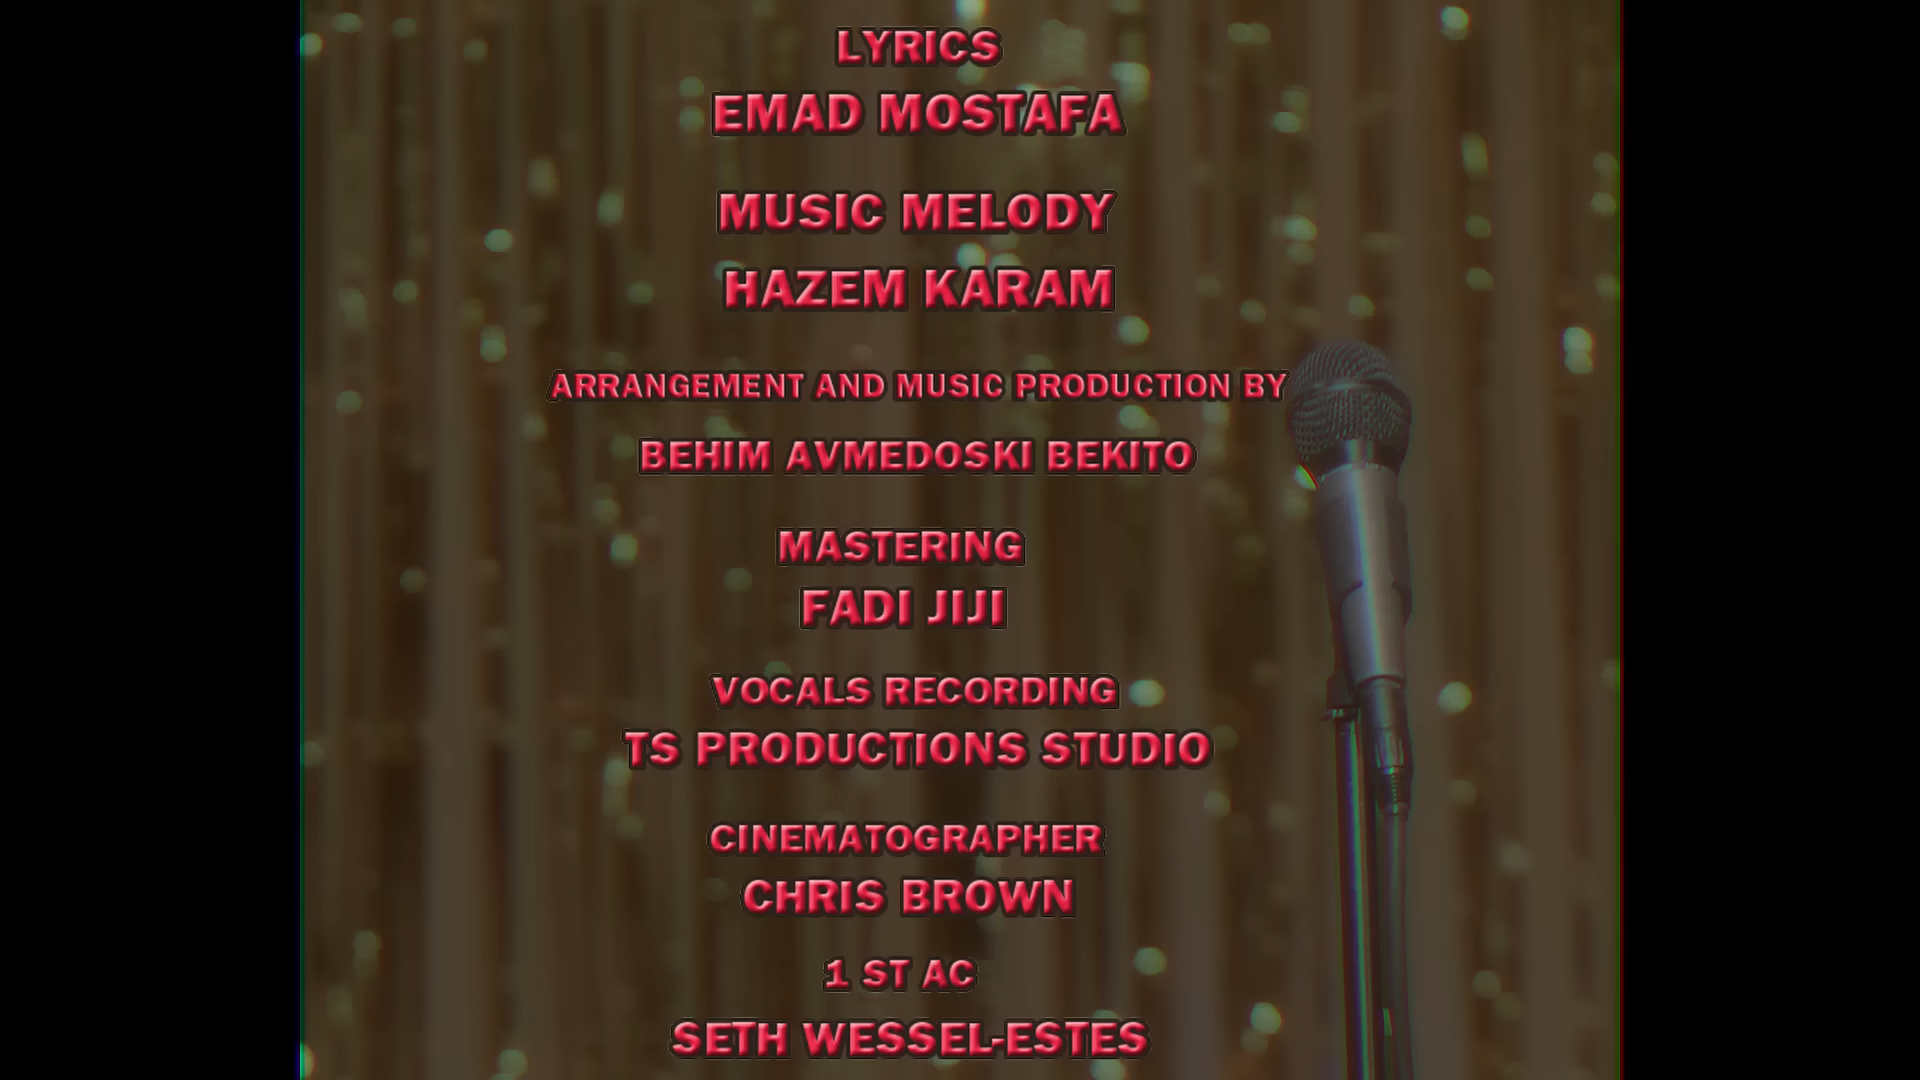 LYRICS
EMAD MOSTAFA
MUSIC MELODY
HAZEM KARAM
ARRANGEMENT AND MUSIC PRODUCTION BY
BEHIM AVMEDOSKI BEKITO
MASTERING
FADI JIJI
VOCALS RECORDING
TS PRODUCTIONS STUDIO
CINEMATOGRAPHER
CHRIS BROWN
1 ST AC
SETH WESSEL-ESTES